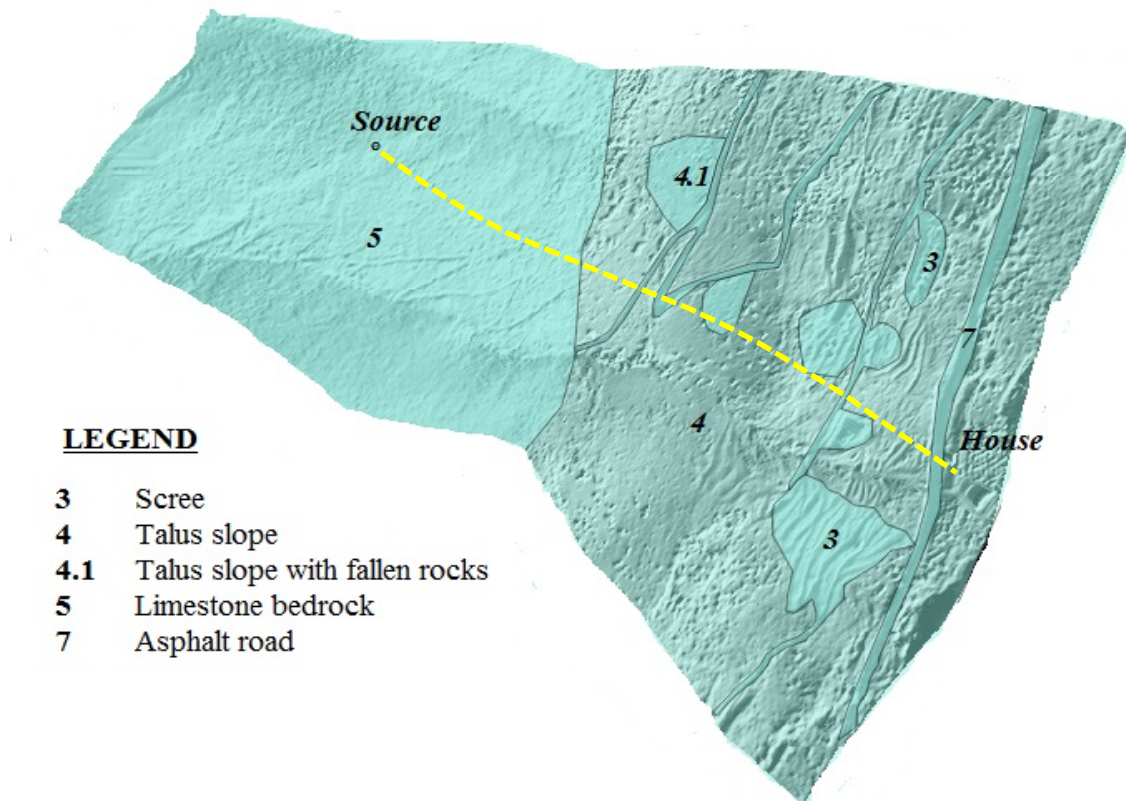 Source
4.1
5
3
7
4
House
3
LEGEND
3 Scree
4 Talus slope
4.1 Talus slope with fallen rocks
5 Limestone bedrock
7 Asphalt road